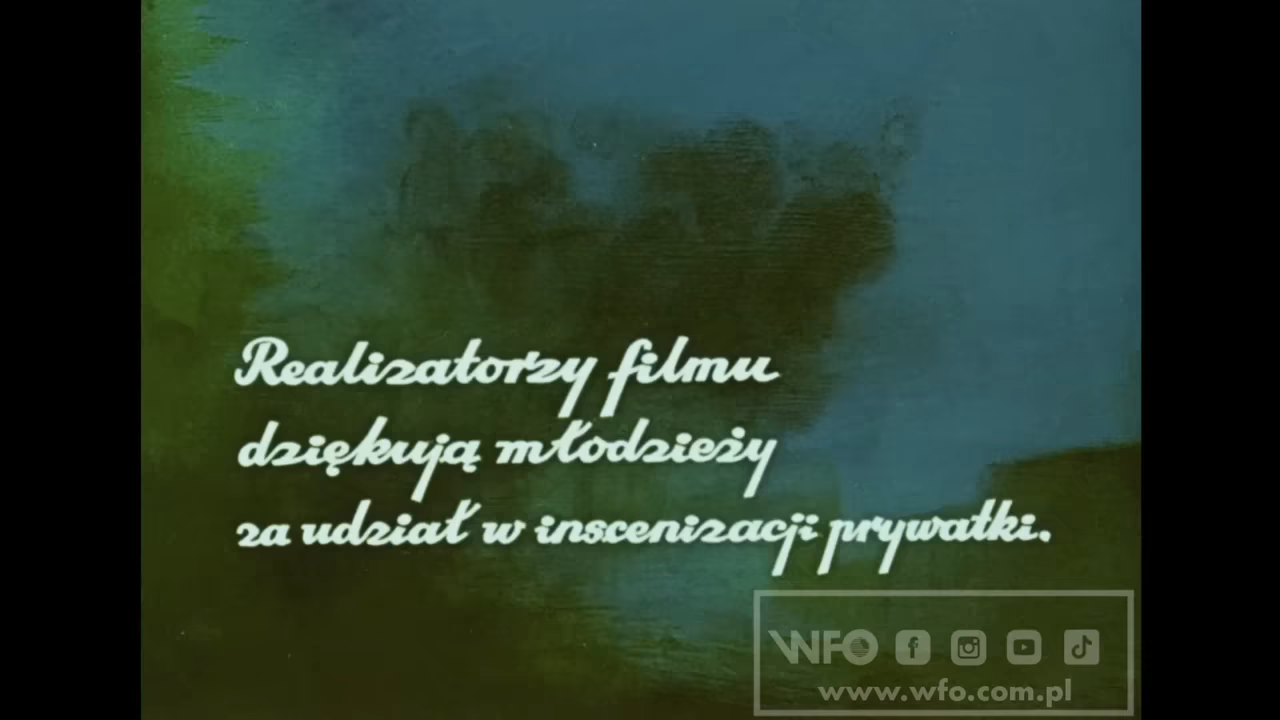 Realizatorzy filmu
dziękują młodzieży
za udział w inscenizacji prywatki.
WFO
www.wfo.com.pl